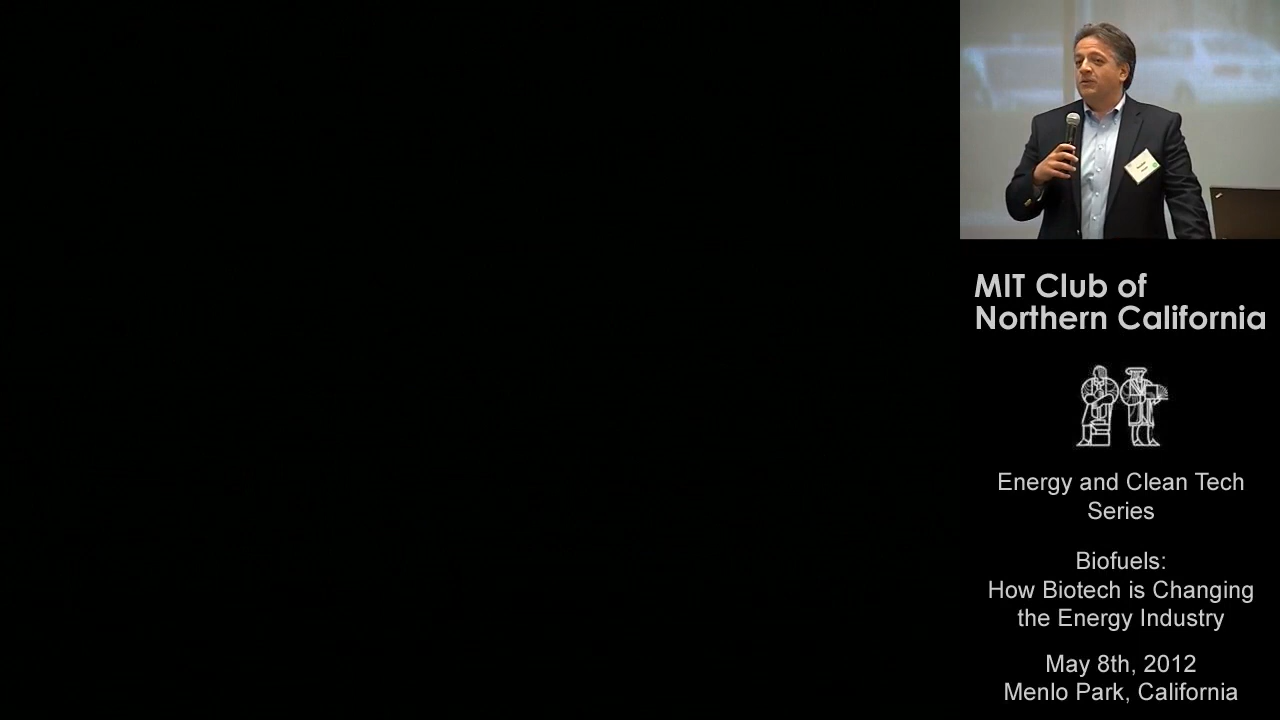 MIT Club of
Northern California
Energy and Clean Tech
Series
Biofuels:
How Biotech is Changing
the Energy Industry
May 8th, 2012
Menlo Park, California